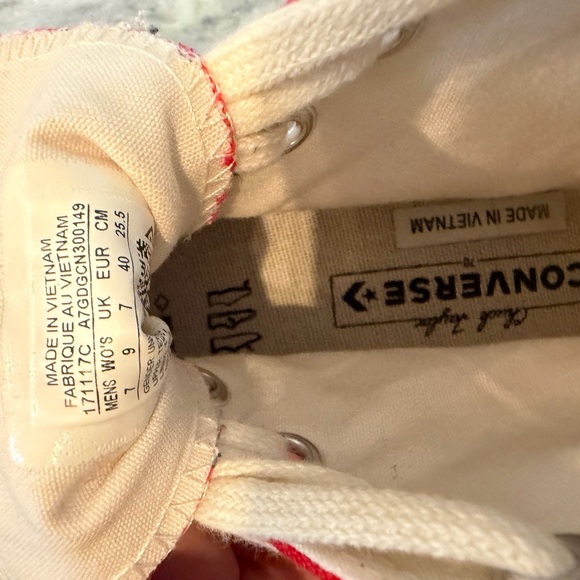 MADE IN VIETNAM
FABRIQUE AU VIETNAM
171117C A7GDGCN300149
MENS WO'S UK EUR CM
7 9 7 40 25.5
MADE IN VIETNAM
70
CONVERSE
Chuck Taylor